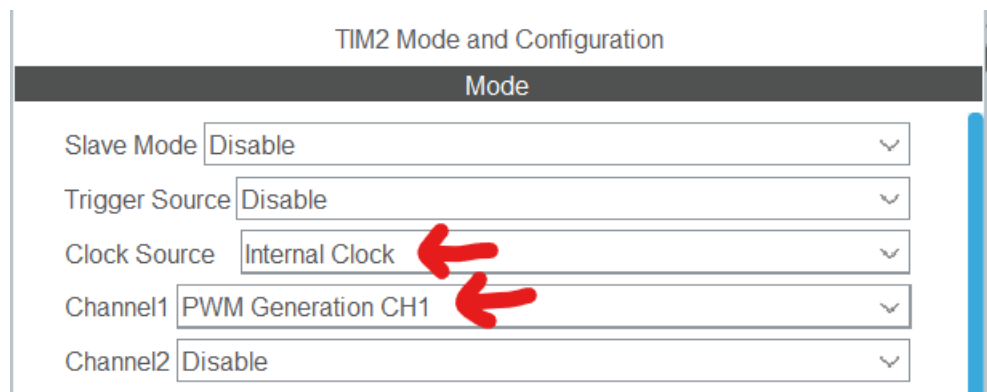 TIM2 Mode and Configuration
Mode
Slave Mode Disable
Trigger Source Disable
Clock Source Internal Clock
Channel1 PWM Generation CH1
Channel2 Disable